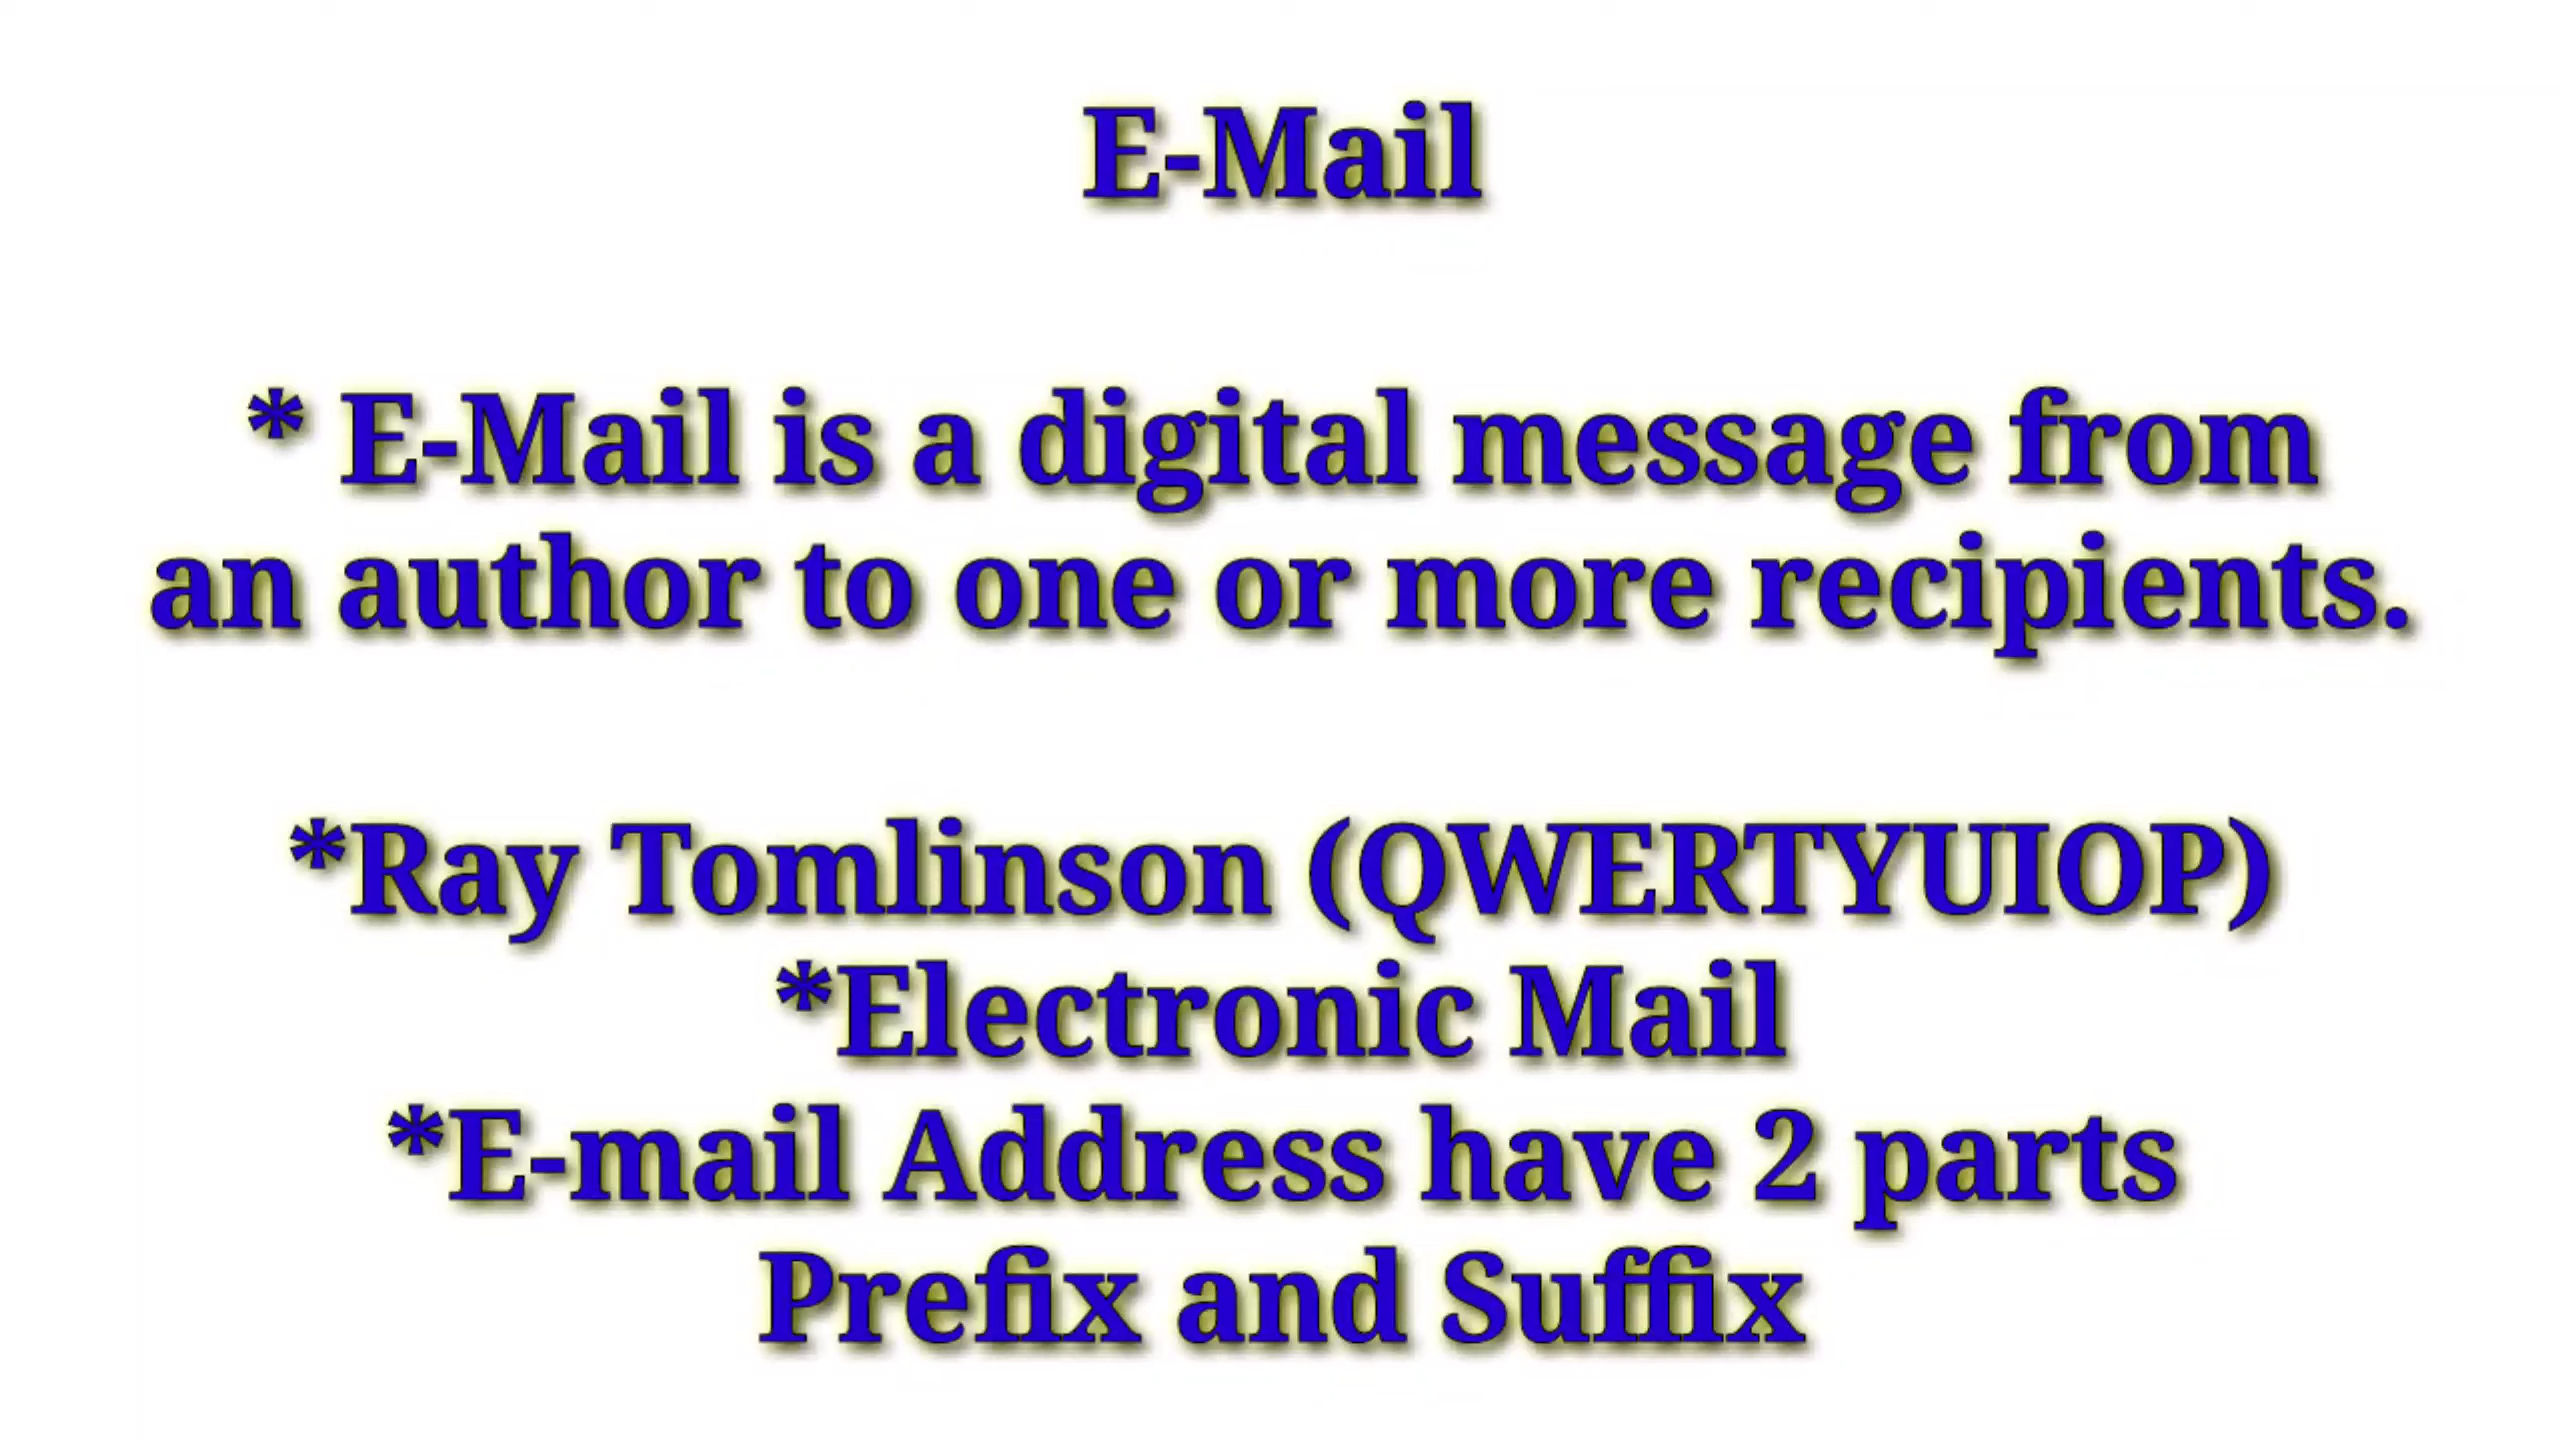 E-Mail
* E-Mail is a digital message from
an author to one or more recipients.
*Ray Tomlinson (QWERTYUIOP)
*Electronic Mail
*E-mail Address have 2 parts
Prefix and Suffix